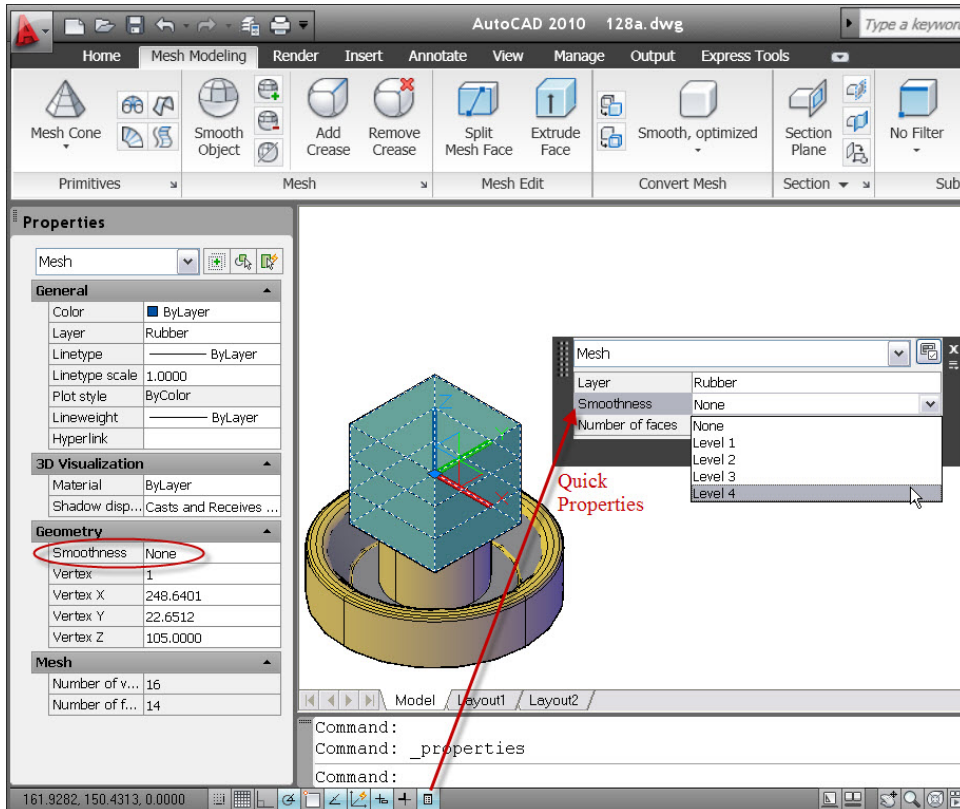 AutoCAD 2010 128a.dwg
Type a keyword
Home Mesh Modeling Render Insert Annotate View Manage Output Express Tools
Mesh Cone
Smooth Object
Add Crease
Remove Crease
Split Mesh Face
Extrude Face
Smooth, optimized
Section Plane
No Filter
Primitives Mesh Mesh Edit Convert Mesh Section Sub
Properties
Mesh
General
Color ByLayer
Layer Rubber
Linetype ByLayer
Linetype scale 1.0000
Plot style ByColor
Lineweight ByLayer
Hyperlink
3D Visualization
Material ByLayer
Shadow disp... Casts and Receives ...
Geometry
Smoothness None
Vertex 1
Vertex X 248.6401
Vertex Y 22.6512
Vertex Z 105.0000
Mesh
Number of v... 16
Number of f... 14
Z
Mesh
Layer Rubber
Smoothness None
Number of faces
None
Level 1
Level 2
Level 3
Level 4
Quick
Properties
Model Layout1 Layout2
Command:
Command: _properties
Command:
161.9282, 150.4313, 0.0000